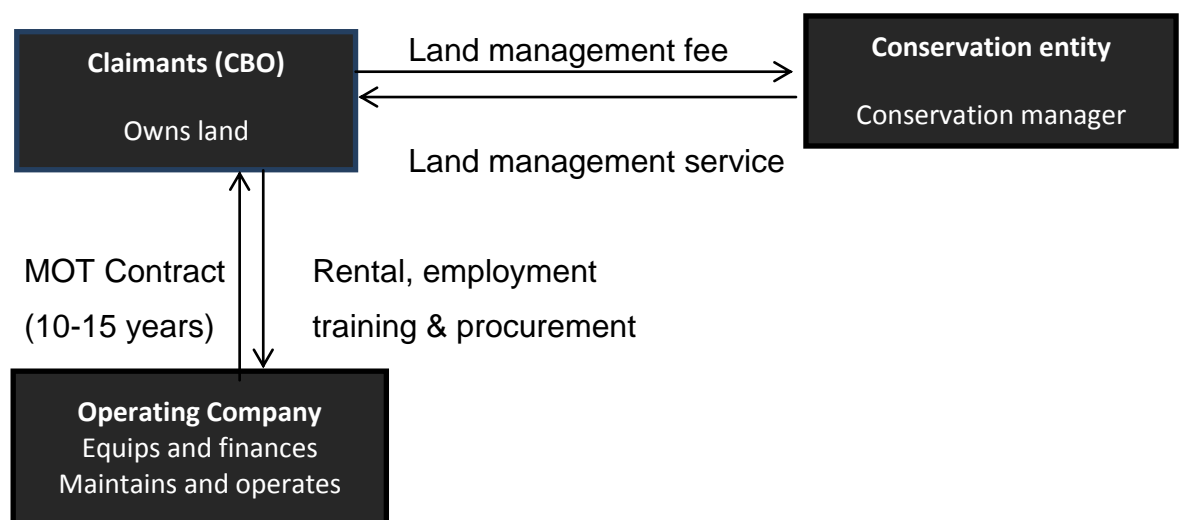 Claimants (CBO)
Owns land
Land management fee
Land management service
Conservation entity
Conservation manager
MOT Contract
(10-15 years)
Rental, employment
training & procurement
Operating Company
Equips and finances
Maintains and operates